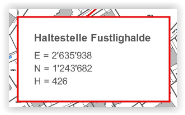 Haltestelle Fustlighalde
E = 2'635'938
N = 1'243'682
H = 426